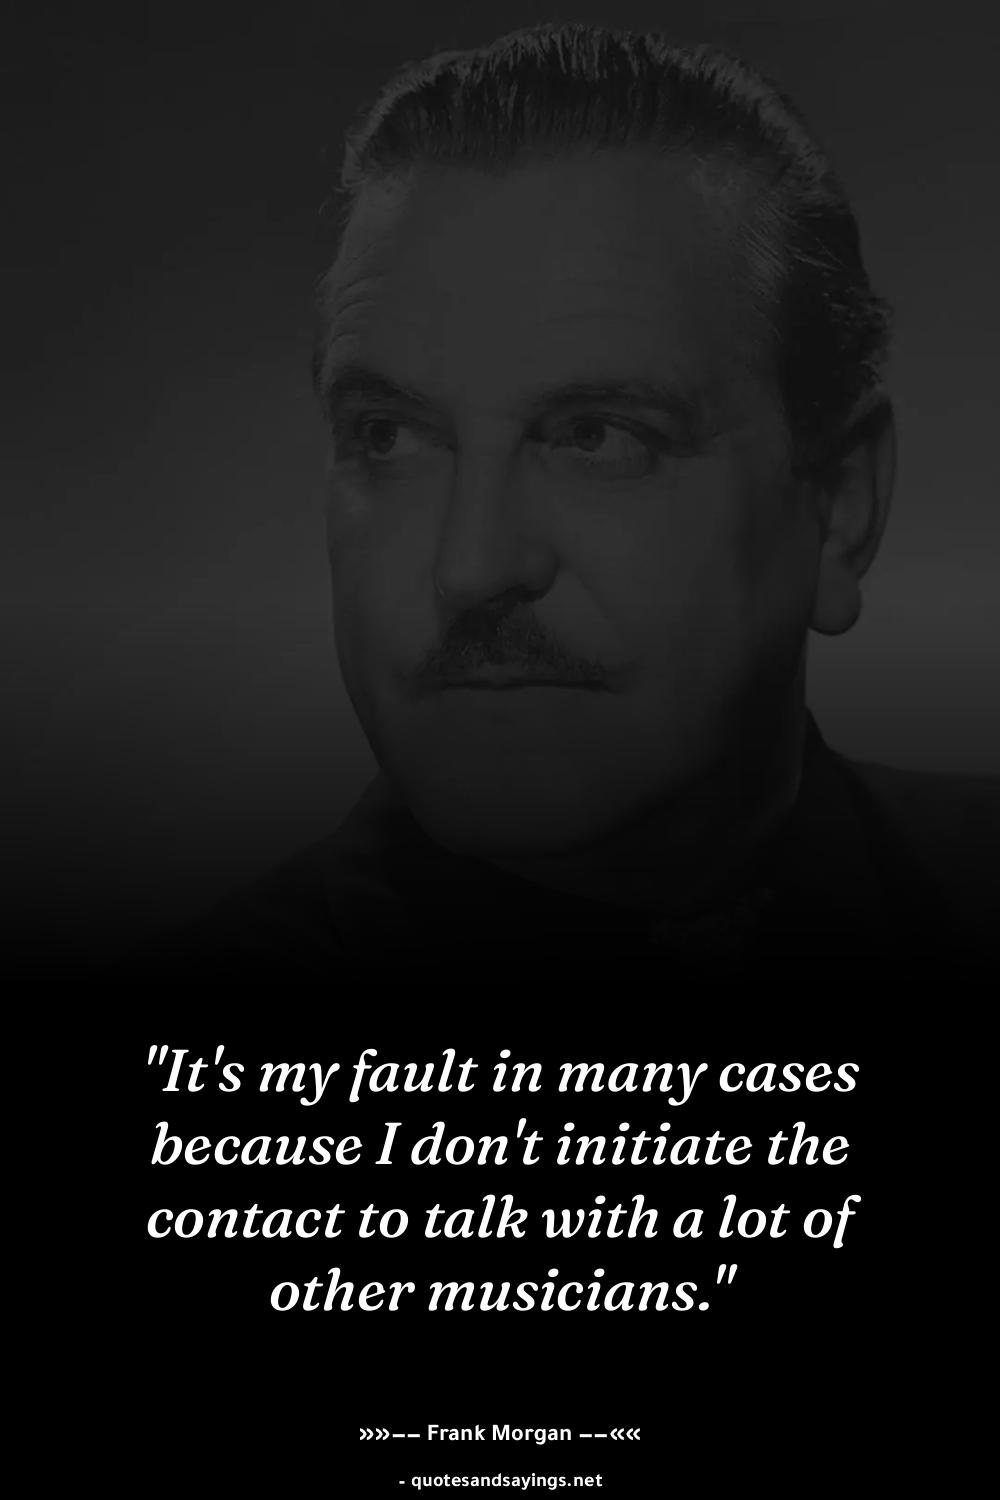 "It's my fault in many cases
because I don't initiate the
contact to talk with a lot of
other musicians."
»»−− Frank Morgan −−««
- quotesandsayings.net